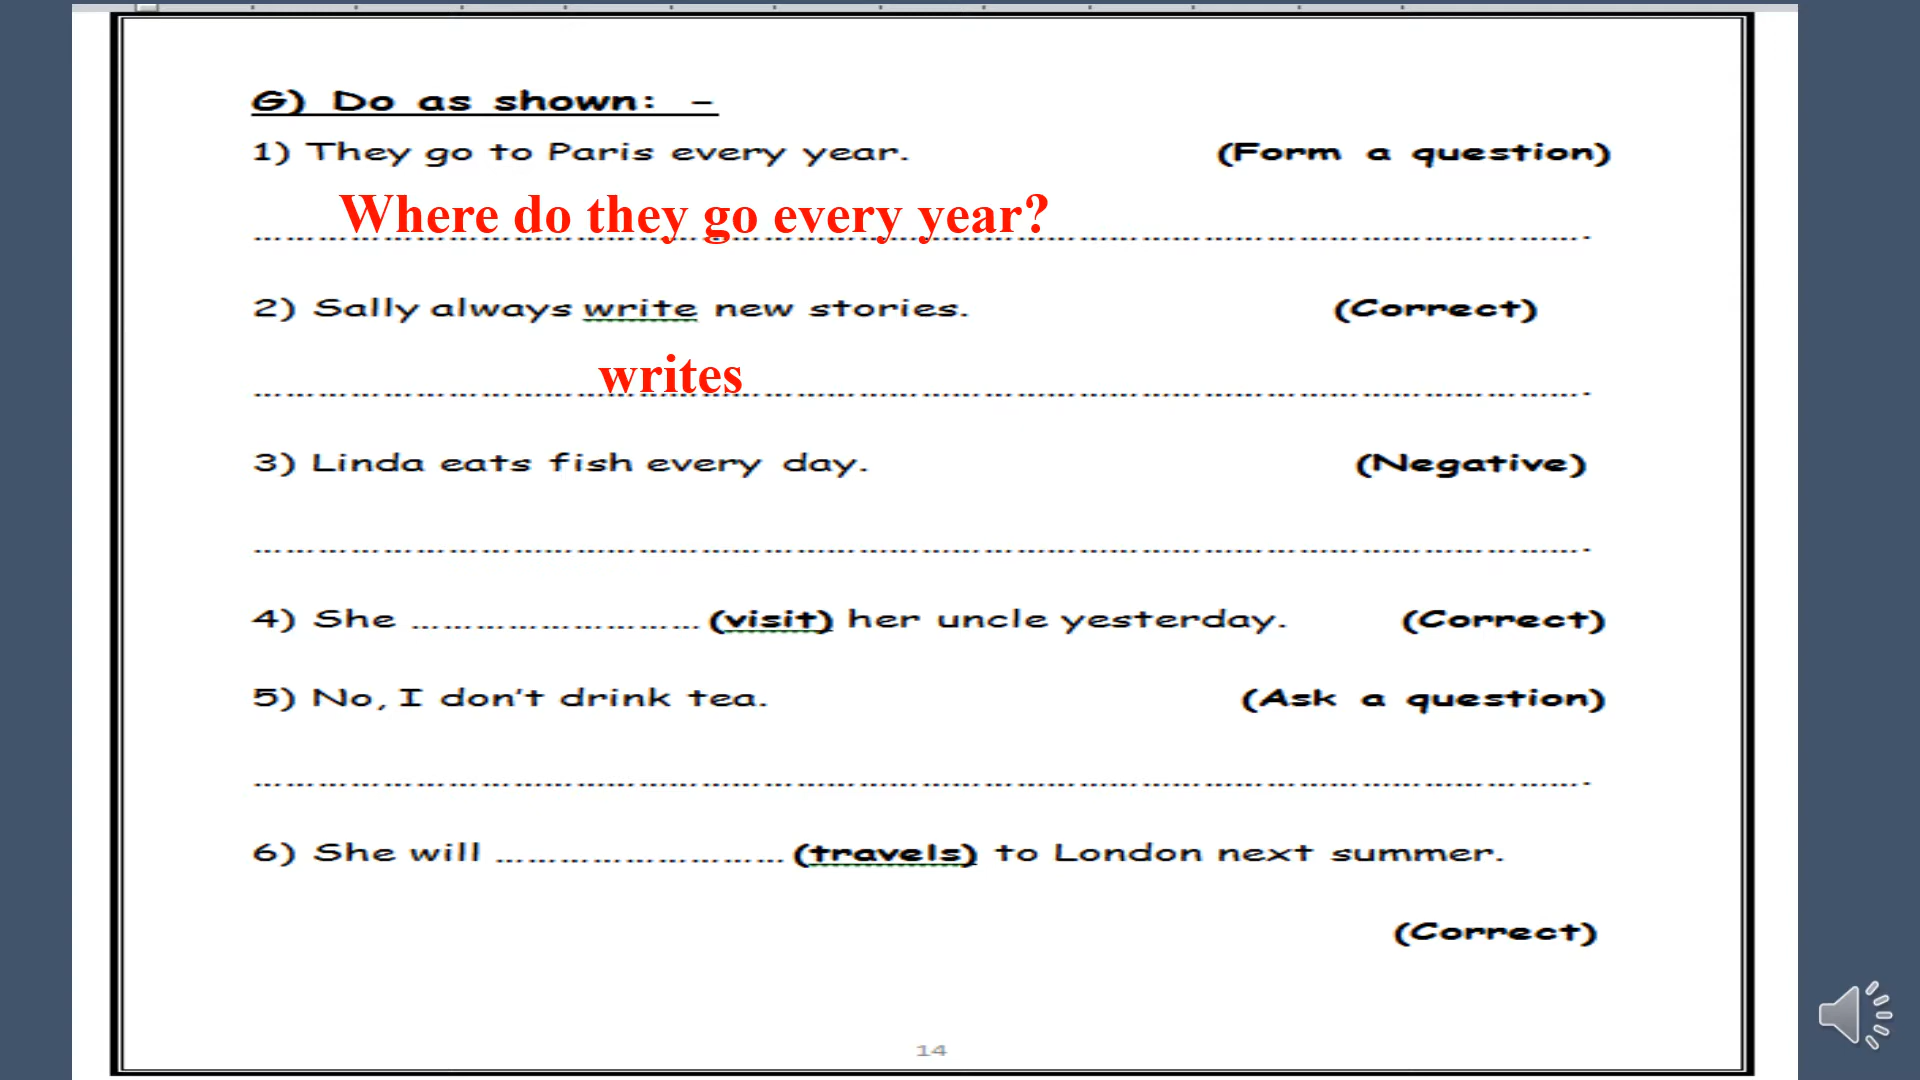 G) Do as shown: -
1) They go to Paris every year. (Form a question)
Where do they go every year?
2) Sally always write new stories. (Correct)
writes
3) Linda eats fish every day. (Negative)
4) She ........................... (visit) her uncle yesterday. (Correct)
5) No, I don't drink tea. (Ask a question)
6) She will ........................... (travels) to London next summer.
(Correct)
14